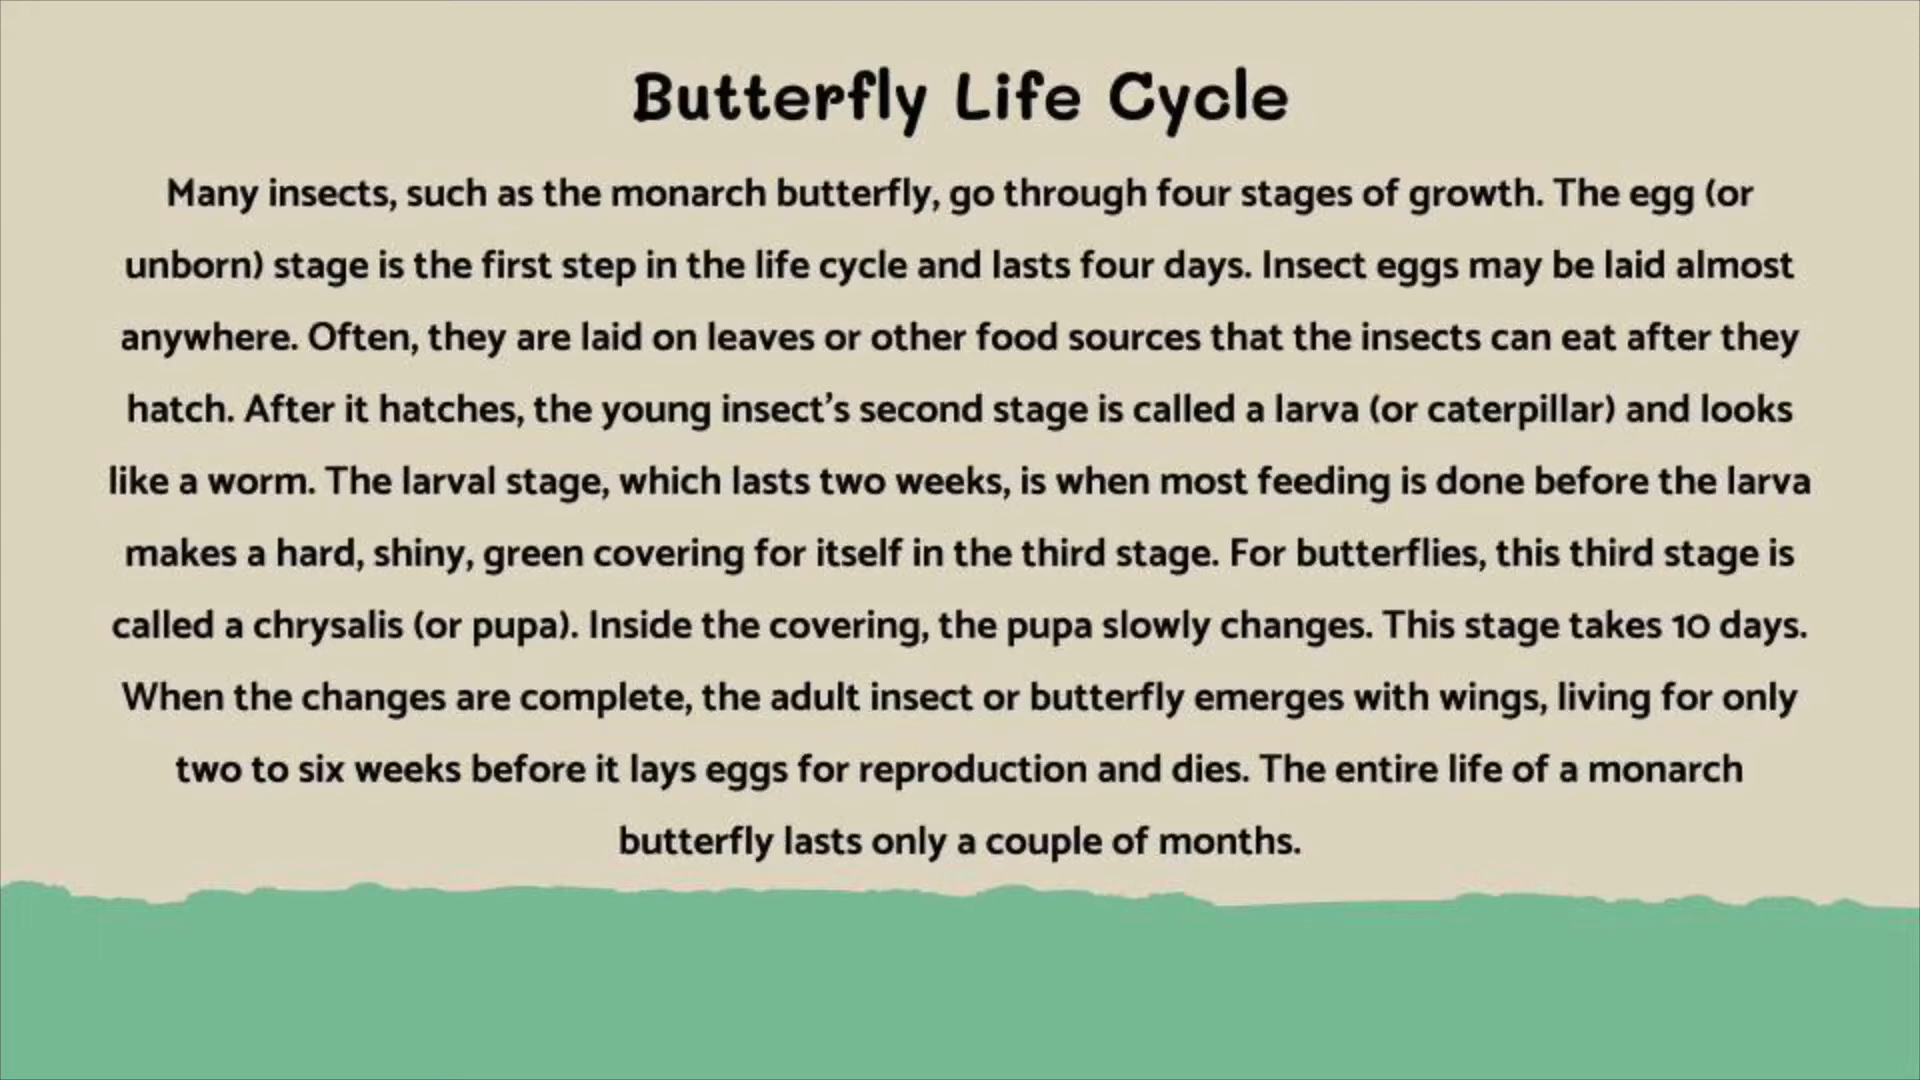 Butterfly Life Cycle
Many insects, such as the monarch butterfly, go through four stages of growth. The egg (or
unborn) stage is the first step in the life cycle and lasts four days. Insect eggs may be laid almost
anywhere. Often, they are laid on leaves or other food sources that the insects can eat after they
hatch. After it hatches, the young insect’s second stage is called a larva (or caterpillar) and looks
like a worm. The larval stage, which lasts two weeks, is when most feeding is done before the larva
makes a hard, shiny, green covering for itself in the third stage. For butterflies, this third stage is
called a chrysalis (or pupa). Inside the covering, the pupa slowly changes. This stage takes 10 days.
When the changes are complete, the adult insect or butterfly emerges with wings, living for only
two to six weeks before it lays eggs for reproduction and dies. The entire life of a monarch
butterfly lasts only a couple of months.